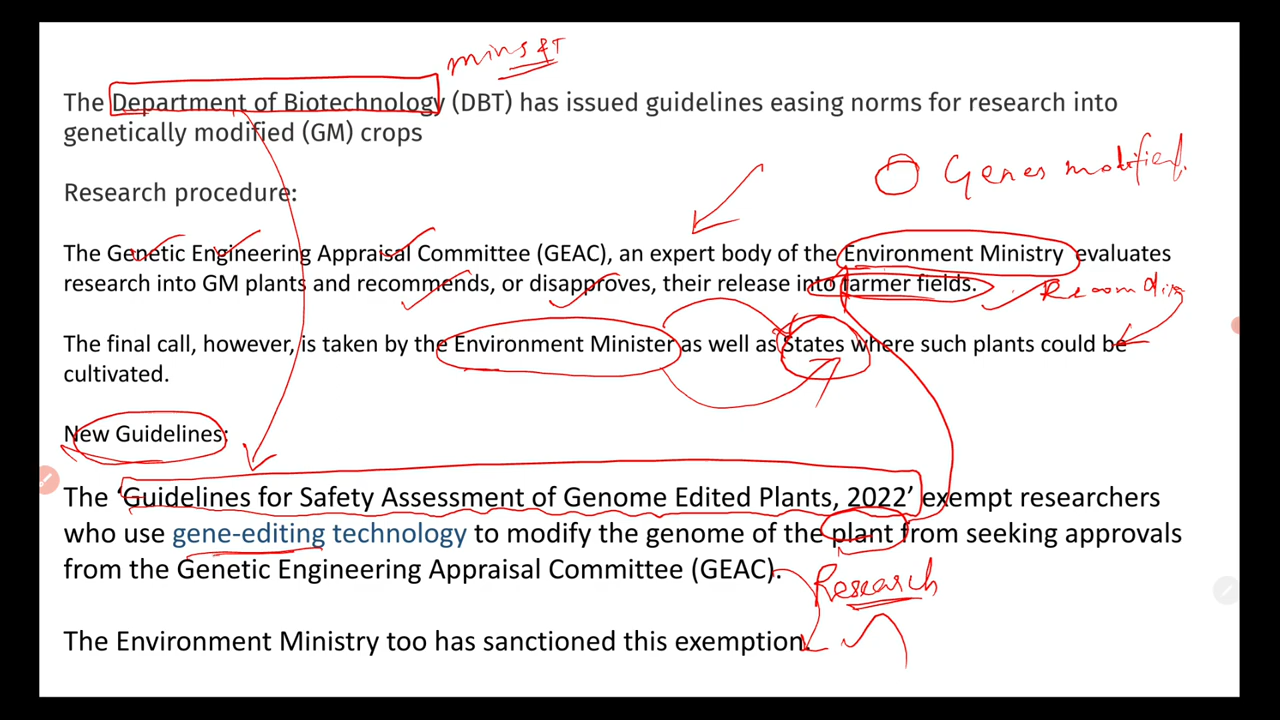 mins &T
The Department of Biotechnology (DBT) has issued guidelines easing norms for research into
genetically modified (GM) crops
Genes modified.
Research procedure:
The Genetic Engineering Appraisal Committee (GEAC), an expert body of the Environment Ministry evaluates
research into GM plants and recommends, or disapproves, their release into farmer fields.
The final call, however, is taken by the Environment Minister as well as States where such plants could be
cultivated.
New Guidelines:
The ‘Guidelines for Safety Assessment of Genome Edited Plants, 2022’ exempt researchers
who use gene-editing technology to modify the genome of the plant from seeking approvals
from the Genetic Engineering Appraisal Committee (GEAC).
Research
The Environment Ministry too has sanctioned this exemption.